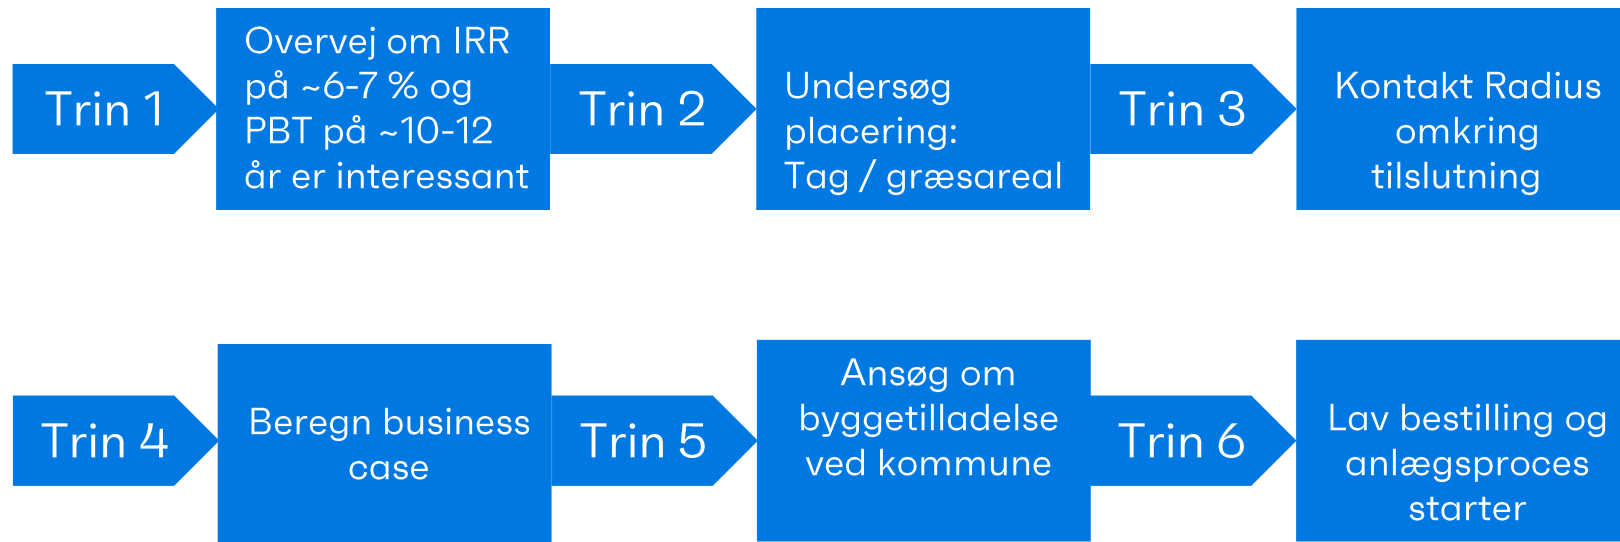 Trin 1
Overvej om IRR
på ~6-7 % og
PBT på ~10-12
år er interessant
Trin 2
Undersøg
placering:
Tag / græsareal
Trin 3
Kontakt Radius
omkring
tilslutning
Trin 4
Beregn business
case
Trin 5
Ansøg om
byggetilladelse
ved kommune
Trin 6
Lav bestilling og
anlægsproces
starter